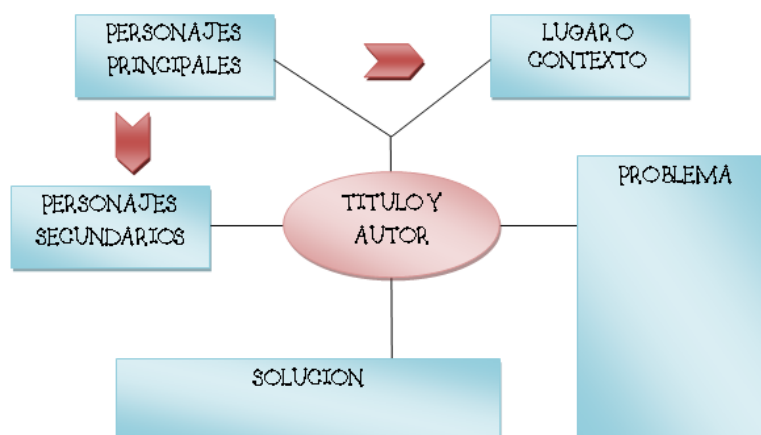 PERSONAJES
PRINCIPALES
LUGAR O
CONTEXTO
PERSONAJES
SECUNDARIOS
TITULO Y
AUTOR
PROBLEMA
SOLUCION